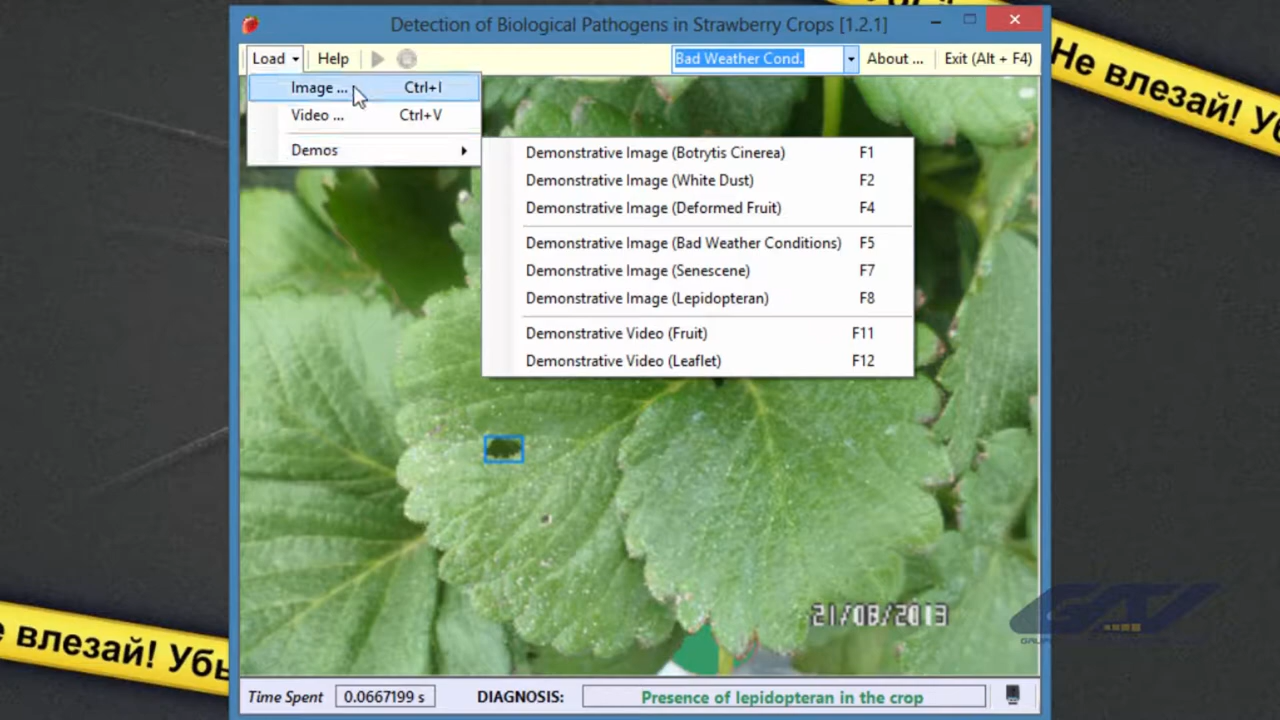 Detection of Biological Pathogens in Strawberry Crops [1.2.1]
Load Help Bad Weather Cond. About ... Exit (Alt + F4)
Image ... Ctrl+I
Video ... Ctrl+V
Demos
Demonstrative Image (Botrytis Cinerea) F1
Demonstrative Image (White Dust) F2
Demonstrative Image (Deformed Fruit) F4
Demonstrative Image (Bad Weather Conditions) F5
Demonstrative Image (Senescene) F7
Demonstrative Image (Lepidopteran) F8
Demonstrative Video (Fruit) F11
Demonstrative Video (Leaflet) F12
Не влезай! Уб
е влезай! Убы
21/08/2013
Time Spent 0.0667199 s DIAGNOSIS: Presence of lepidopteran in the crop